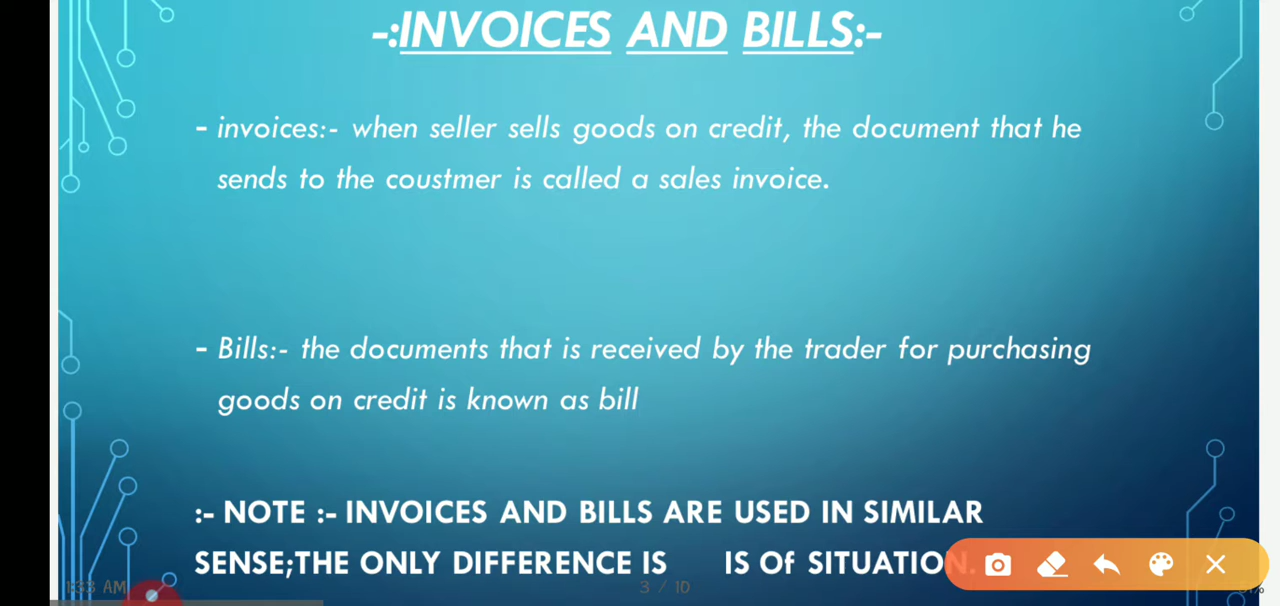 -:INVOICES AND BILLS:-
- invoices:- when seller sells goods on credit, the document that he
sends to the coustmer is called a sales invoice.
- Bills:- the documents that is received by the trader for purchasing
goods on credit is known as bill
:- NOTE :- INVOICES AND BILLS ARE USED IN SIMILAR
SENSE;THE ONLY DIFFERENCE IS IS Of SITUATION.
1:33 AM 3 / 10